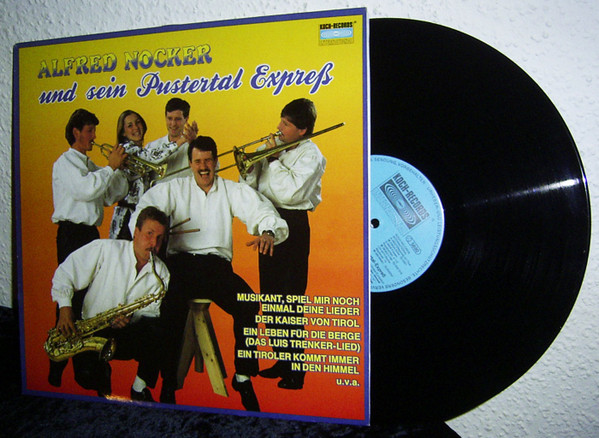 KOCH-RECORDS
ALFRED NOCKER
und sein Pustertal Expreß
MUSIKANT, SPIEL MIR NOCH
EINMAL DEINE LIEDER
DER KAISER VON TIROL
EIN LEBEN FÜR DIE BERGE
(DAS LUIS TRENKER-LIED)
EIN TIROLER KOMMT IMMER
IN DEN HIMMEL
u.v.a.
KOCH-RECORDS